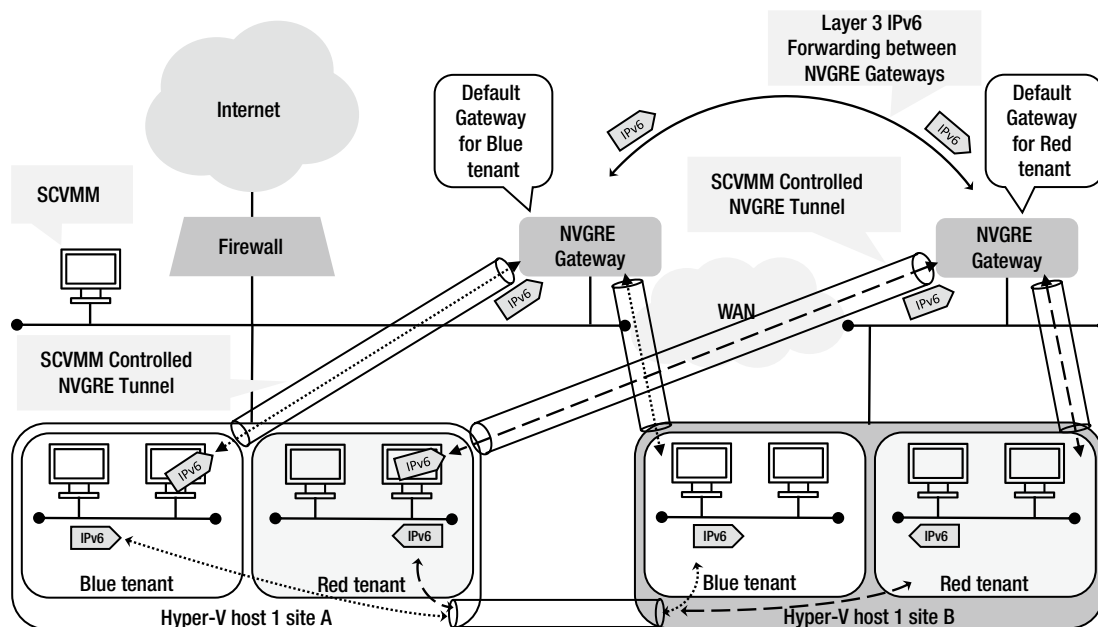 Layer 3 IPv6
Forwarding between
NVGRE Gateways
Internet
Default
Gateway
for Blue
tenant
IPv6
IPv6
Default
Gateway
for Red
tenant
SCVMM
SCVMM Controlled
NVGRE Tunnel
Firewall
NVGRE
Gateway
NVGRE
Gateway
IPv6
IPv6
WAN
SCVMM Controlled
NVGRE Tunnel
IPv6
IPv6
IPv6
IPv6
IPv6
IPv6
Blue tenant
Red tenant
Blue tenant
Red tenant
Hyper-V host 1 site A
Hyper-V host 1 site B